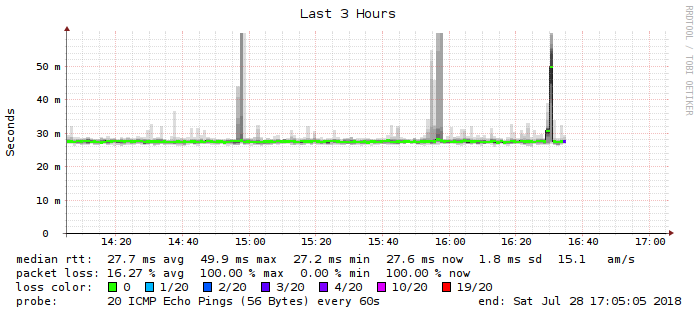 Last 3 Hours
RRDTOOL / TOBI OETIKER
Seconds
50 m
40 m
30 m
20 m
10 m
0
14:20 14:40 15:00 15:20 15:40 16:00 16:20 16:40 17:00
median rtt: 27.7 ms avg 49.9 ms max 27.2 ms min 27.6 ms now 1.8 ms sd 15.1 am/s
packet loss: 16.27 % avg 100.00 % max 0.00 % min 100.00 % now
loss color: 0 1/20 2/20 3/20 4/20 10/20 19/20
probe: 20 ICMP Echo Pings (56 Bytes) every 60s end: Sat Jul 28 17:05:05 2018